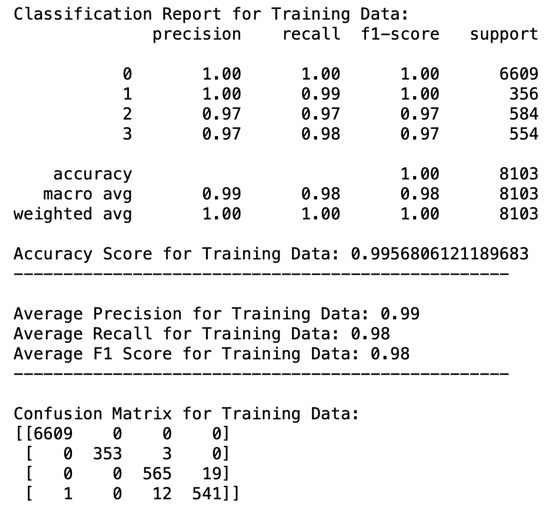 Classification Report for Training Data:
precision recall f1-score support
0 1.00 1.00 1.00 6609
1 1.00 0.99 1.00 356
2 0.97 0.97 0.97 584
3 0.97 0.98 0.97 554
accuracy 1.00 8103
macro avg 0.99 0.98 0.98 8103
weighted avg 1.00 1.00 1.00 8103
Accuracy Score for Training Data: 0.9956806121189683
--------------------------------------------------
Average Precision for Training Data: 0.99
Average Recall for Training Data: 0.98
Average F1 Score for Training Data: 0.98
--------------------------------------------------
Confusion Matrix for Training Data:
[[6609 0 0 0]
[ 0 353 3 0]
[ 0 0 565 19]
[ 1 0 12 541]]